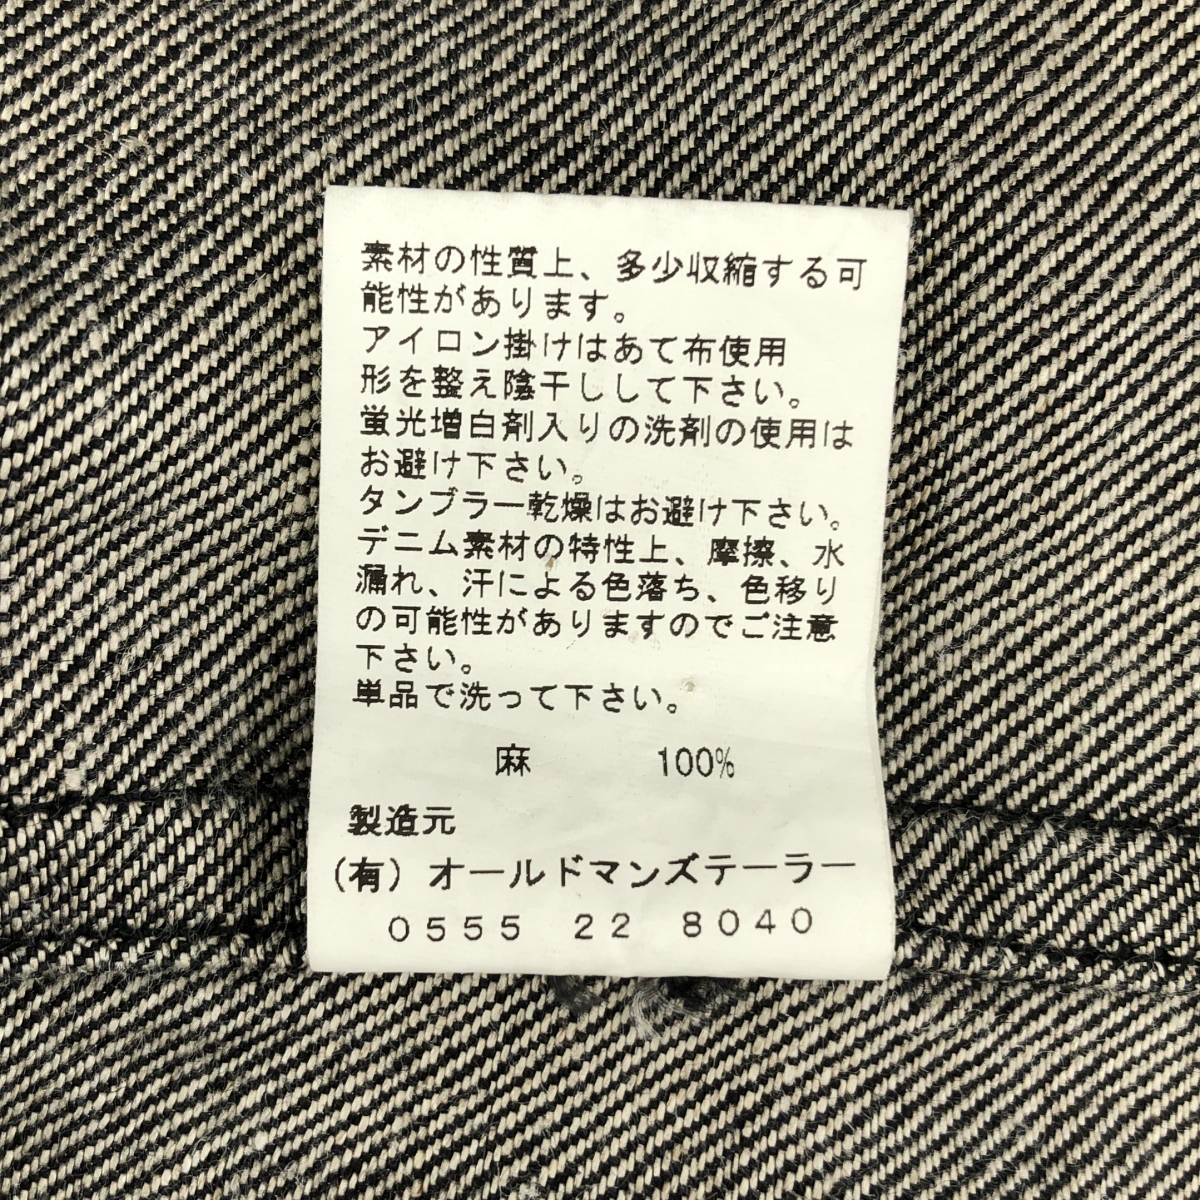 素材の性質上、多少収縮する可
能性があります。
アイロン掛けはあて布使用
形を整え陰干しして下さい。
蛍光増白剤入りの洗剤の使用は
お避け下さい。
タンブラー乾燥はお避け下さい。
デニム素材の特性上、摩擦、水
漏れ、汗による色落ち、色移り
の可能性がありますのでご注意
下さい。
単品で洗って下さい。
麻 100%
製造元
(有) オールドマンズテーラー
0555 22 8040